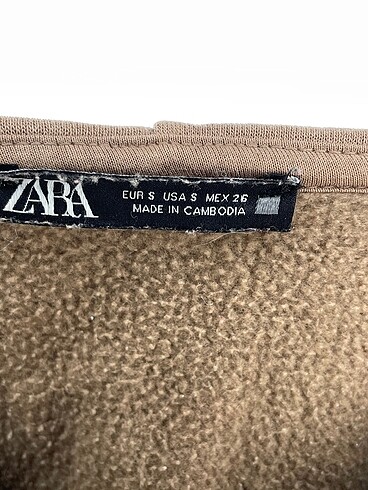 ZARA
EUR S USA S MEX 26
MADE IN CAMBODIA